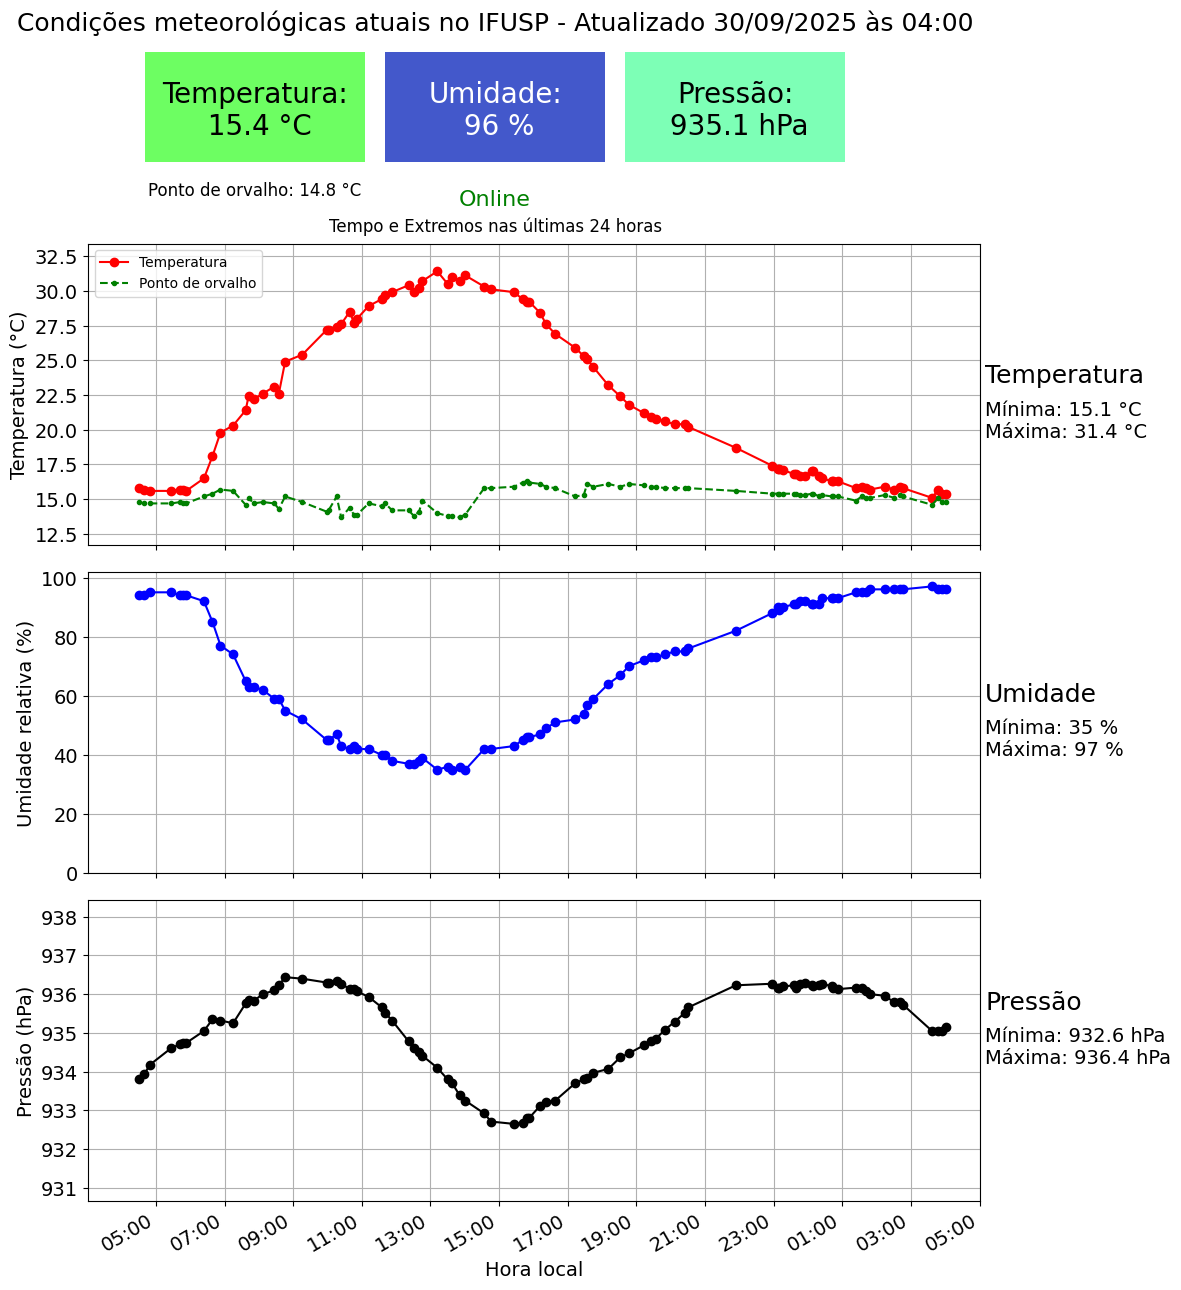 Condições meteorológicas atuais no IFUSP - Atualizado 30/09/2025 às 04:00
Temperatura:
15.4 °C
Umidade:
96 %
Pressão:
935.1 hPa
Ponto de orvalho: 14.8 °C
Online
Tempo e Extremos nas últimas 24 horas
Temperatura (°C)
32.5
30.0
27.5
25.0
22.5
20.0
17.5
15.0
12.5
Temperatura
Ponto de orvalho
Temperatura
Mínima: 15.1 °C
Máxima: 31.4 °C
Umidade relativa (%)
100
80
60
40
20
0
Umidade
Mínima: 35 %
Máxima: 97 %
Pressão (hPa)
938
937
936
935
934
933
932
931
Pressão
Mínima: 932.6 hPa
Máxima: 936.4 hPa
05:00 07:00 09:00 11:00 13:00 15:00 17:00 19:00 21:00 23:00 01:00 03:00 05:00
Hora local